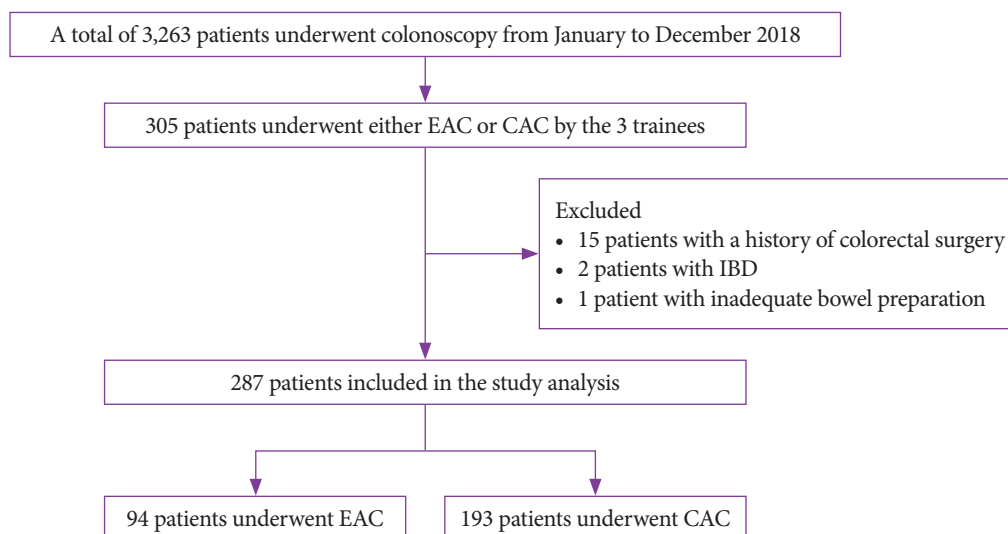 A total of 3,263 patients underwent colonoscopy from January to December 2018
305 patients underwent either EAC or CAC by the 3 trainees
Excluded
• 15 patients with a history of colorectal surgery
• 2 patients with IBD
• 1 patient with inadequate bowel preparation
287 patients included in the study analysis
94 patients underwent EAC
193 patients underwent CAC